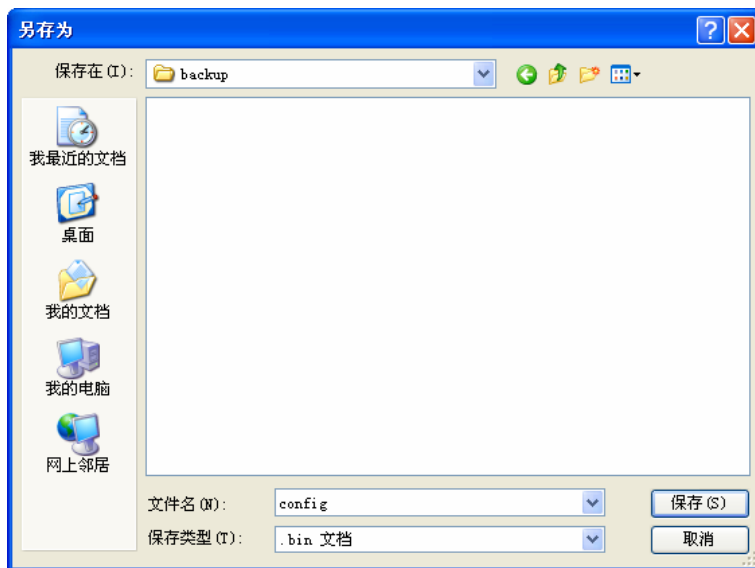 另存为
保存在(I):
backup
我最近的文档
桌面
我的文档
我的电脑
网上邻居
文件名(N):
config
保存(S)
保存类型(T):
.bin 文档
取消